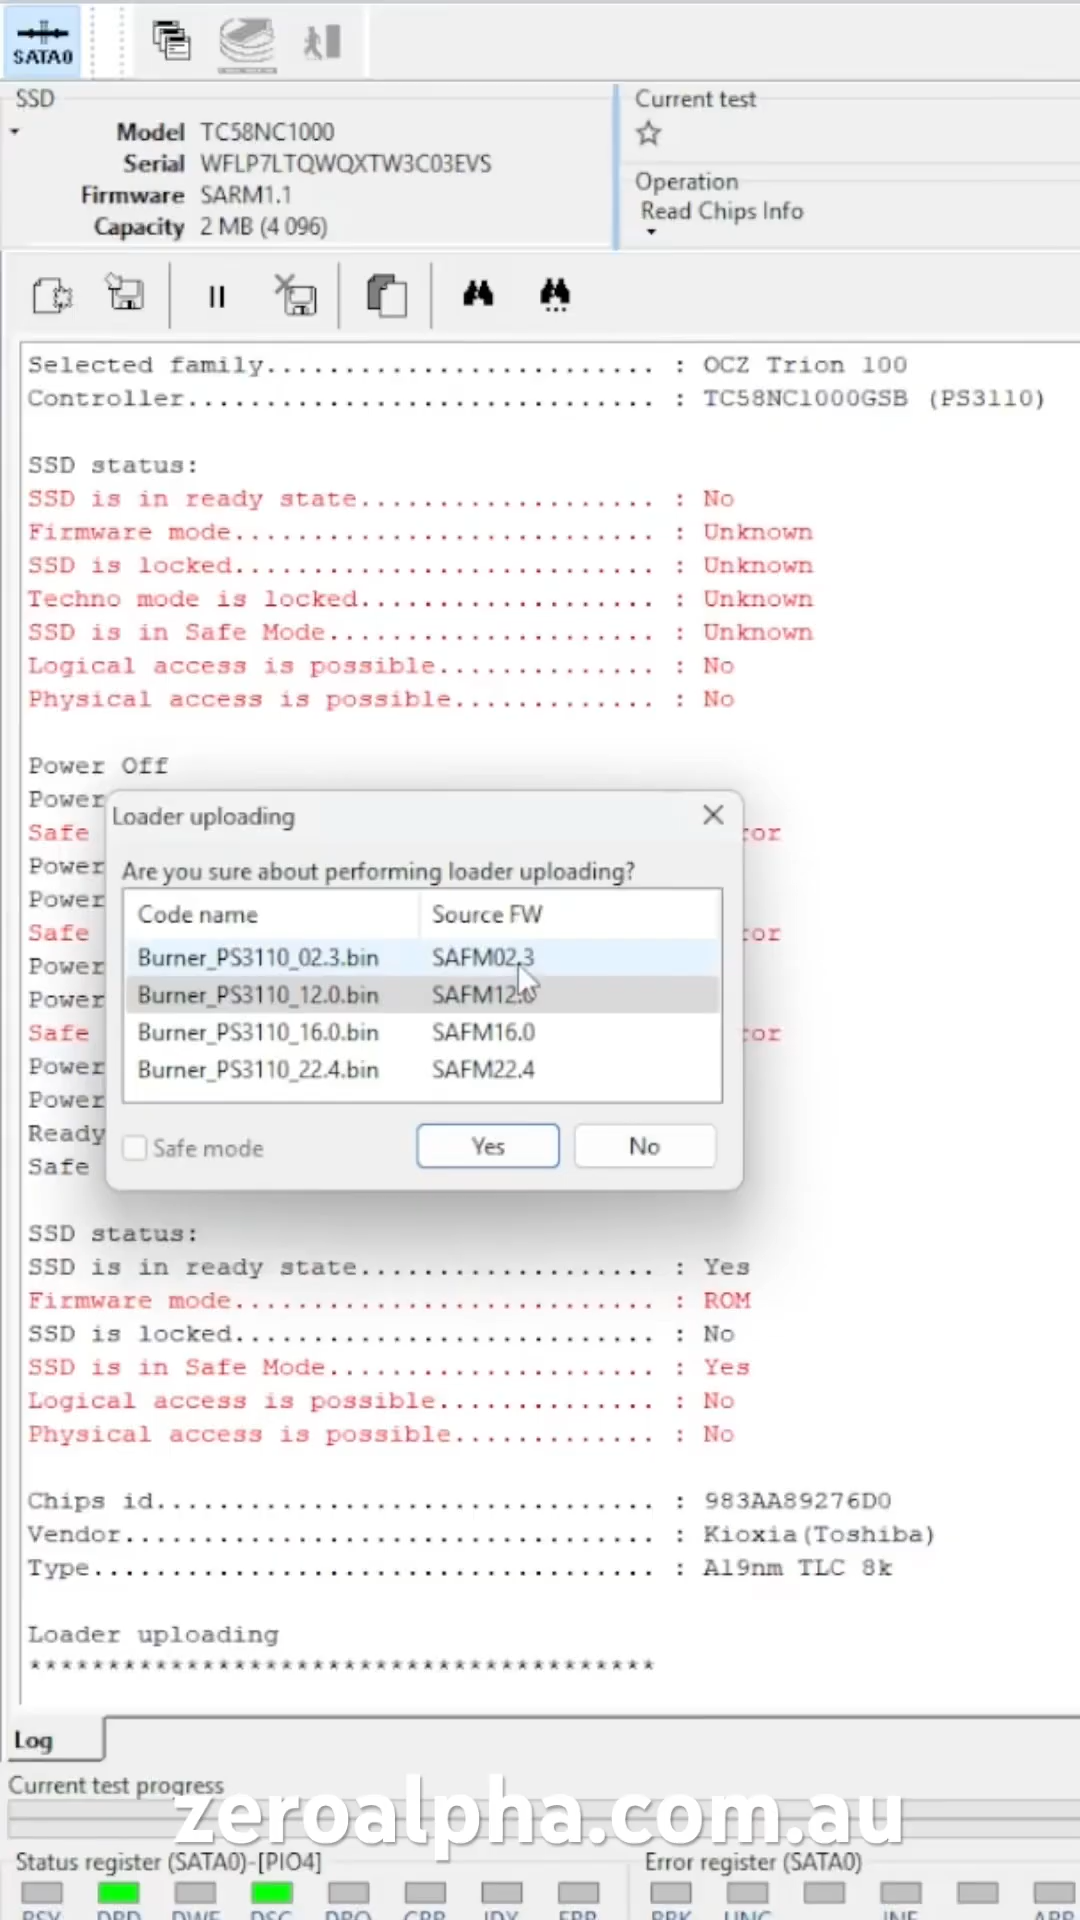 SATA0
SSD
Model TC58NC1000
Serial WFLP7LTQWQXTW3C03EVS
Firmware SARM1.1
Capacity 2 MB (4 096)
Current test
Operation
Read Chips Info
Selected family......................... : OCZ Trion 100
Controller.............................. : TC58NC1000GSB (PS3110)
SSD status:
SSD is in ready state................... : No
Firmware mode........................... : Unknown
SSD is locked........................... : Unknown
Techno mode is locked................... : Unknown
SSD is in Safe Mode..................... : Unknown
Logical access is possible.............. : No
Physical access is possible............. : No
Power Off
Power
Safe
Power
Power
Safe
Power
Power
Safe
Power
Power
Ready
Safe
Loader uploading
Are you sure about performing loader uploading?
Code name Source FW
Burner_PS3110_02.3.bin SAFM02.3
Burner_PS3110_12.0.bin SAFM12.0
Burner_PS3110_16.0.bin SAFM16.0
Burner_PS3110_22.4.bin SAFM22.4
Safe mode Yes No
SSD status:
SSD is in ready state................... : Yes
Firmware mode........................... : ROM
SSD is locked........................... : No
SSD is in Safe Mode..................... : Yes
Logical access is possible.............. : No
Physical access is possible............. : No
Chips id................................ : 983AA89276D0
Vendor.................................. : Kioxia(Toshiba)
Type.................................... : A19nm TLC 8k
Loader uploading
****************************************
Log
Current test progress
zeroalpha.com.au
Status register (SATA0)-[PIO4]
Error register (SATA0)